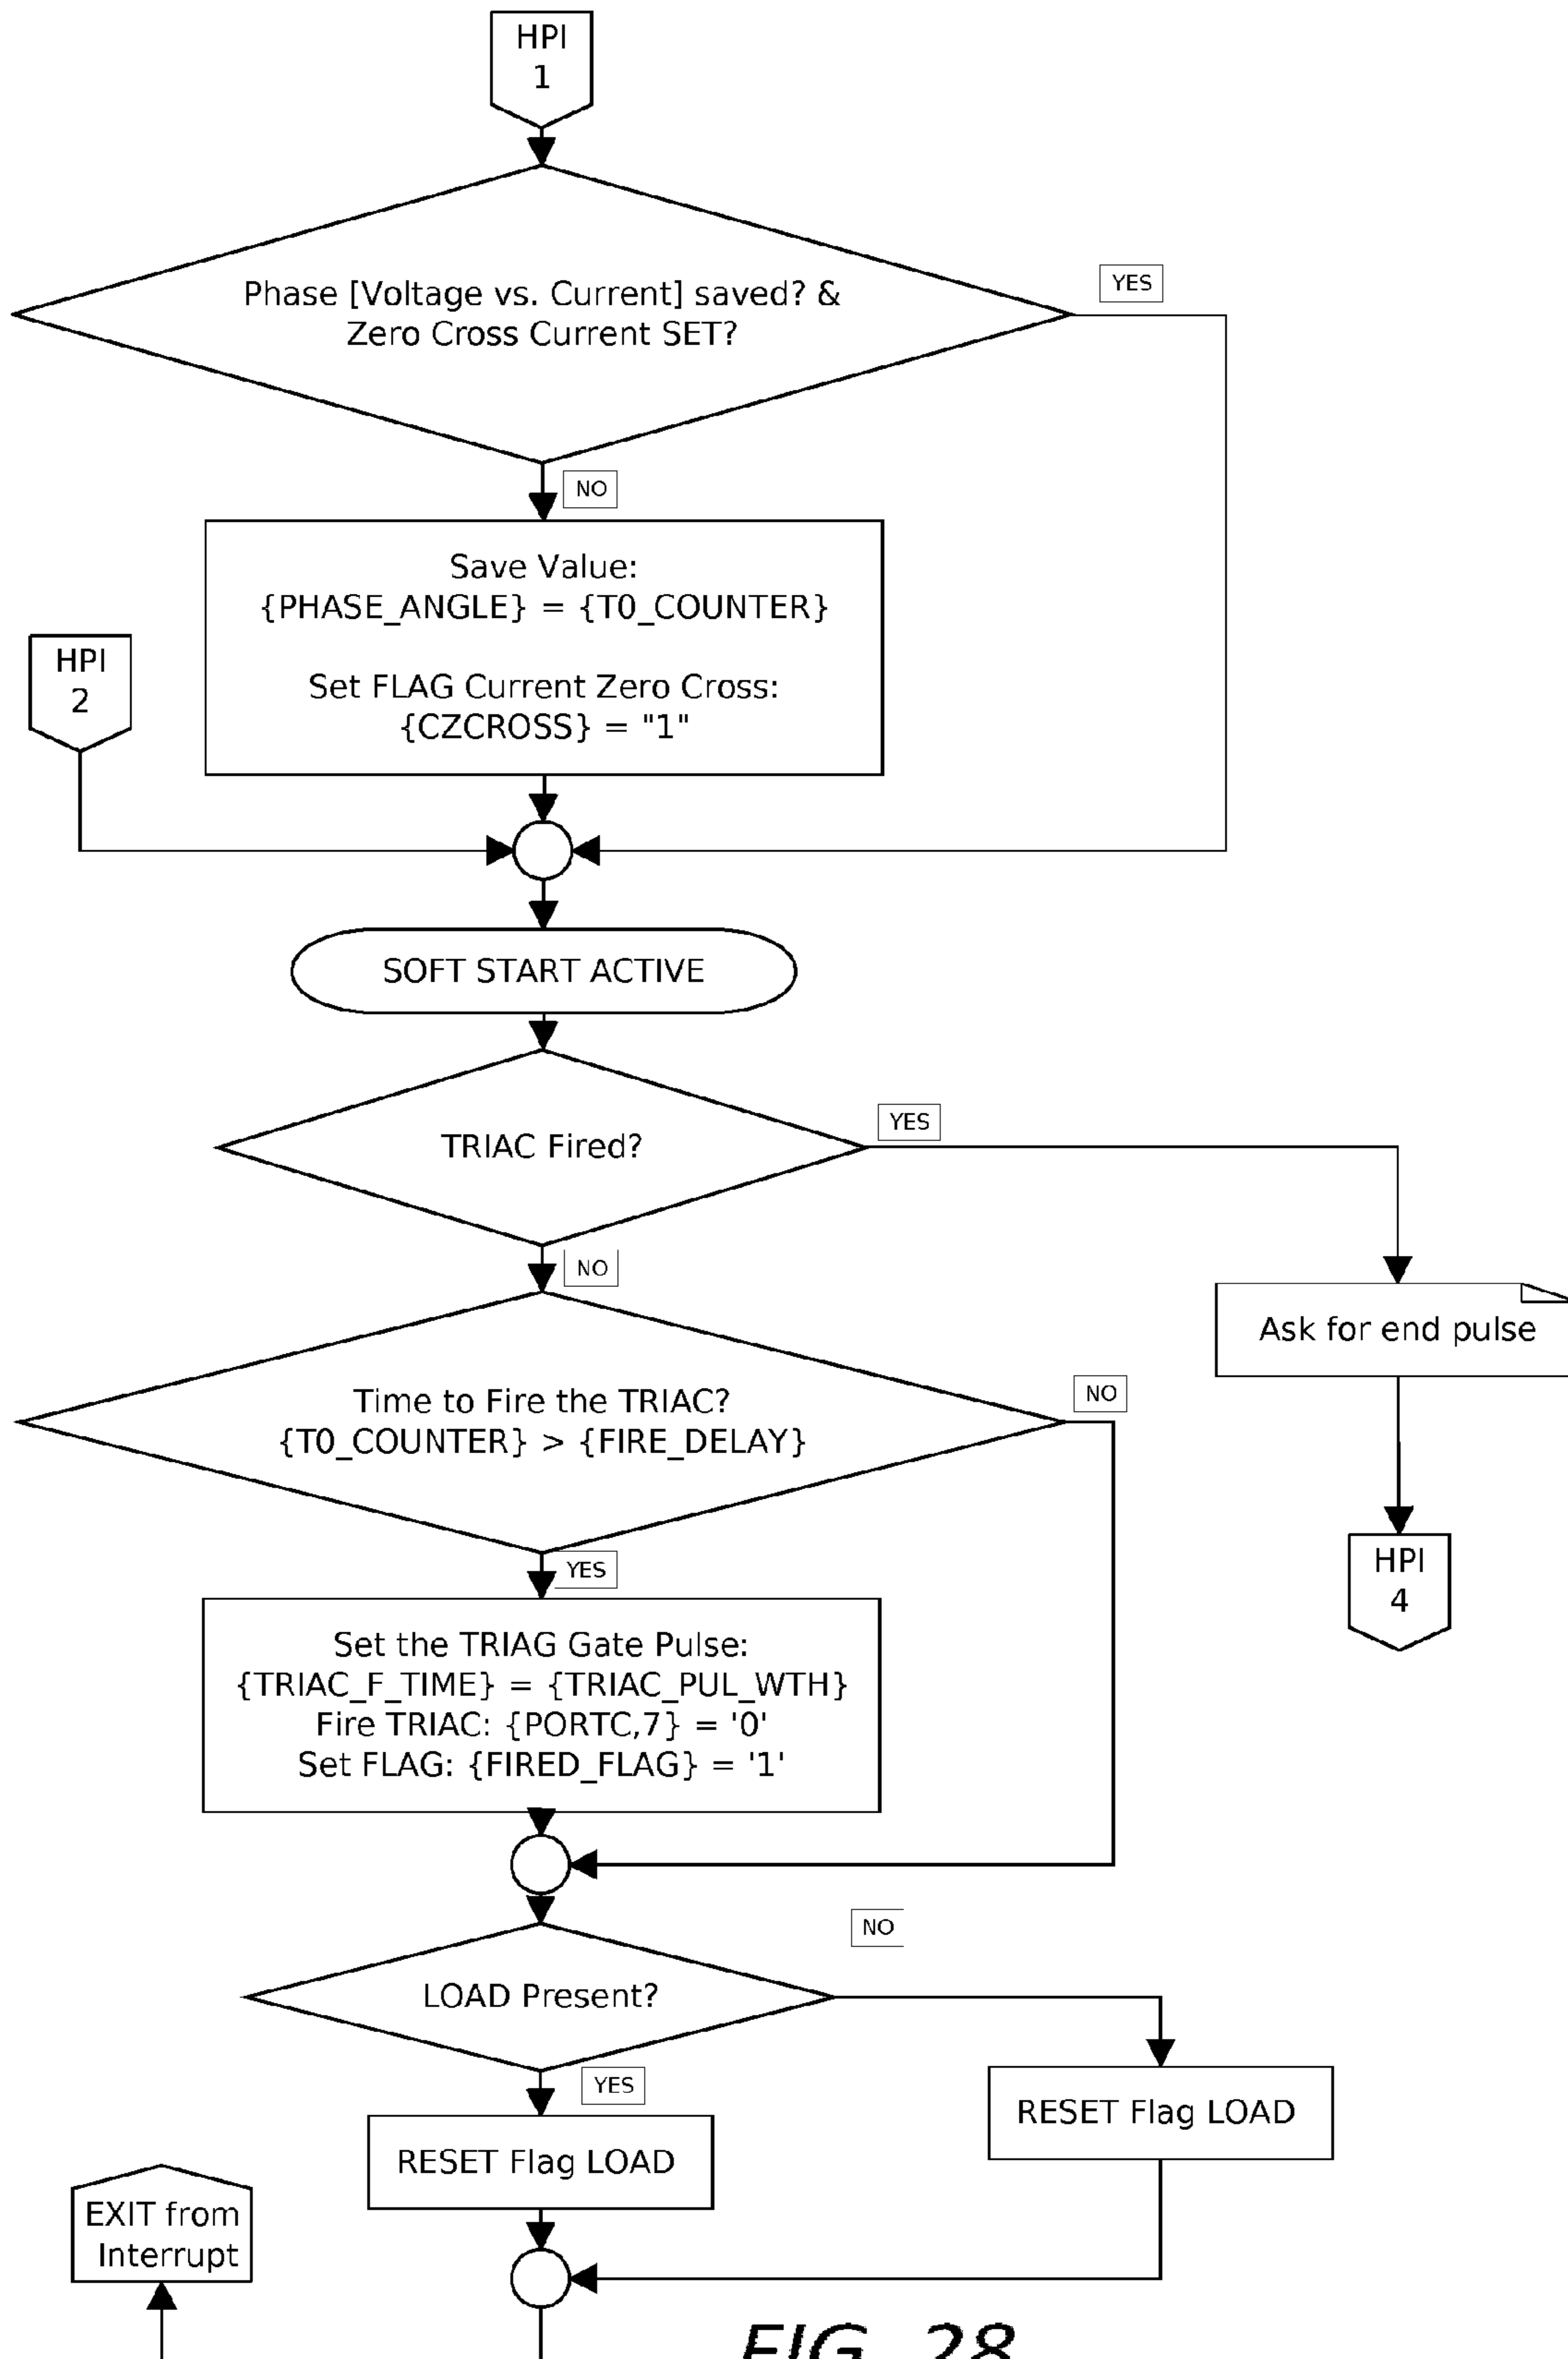 HPI
1
Phase [Voltage vs. Current] saved? &
Zero Cross Current SET?
YES
NO
Save Value:
{PHASE_ANGLE} = {T0_COUNTER}
Set FLAG Current Zero Cross:
{CZCROSS} = "1"
HPI
2
SOFT START ACTIVE
TRIAC Fired?
YES
NO
Ask for end pulse
Time to Fire the TRIAC?
{T0_COUNTER} > {FIRE_DELAY}
NO
YES
HPI
4
Set the TRIAG Gate Pulse:
{TRIAC_F_TIME} = {TRIAC_PUL_WTH}
Fire TRIAC: {PORTC,7} = '0'
Set FLAG: {FIRED_FLAG} = '1'
NO
LOAD Present?
YES
RESET Flag LOAD
RESET Flag LOAD
EXIT from
Interrupt
FIG. 28